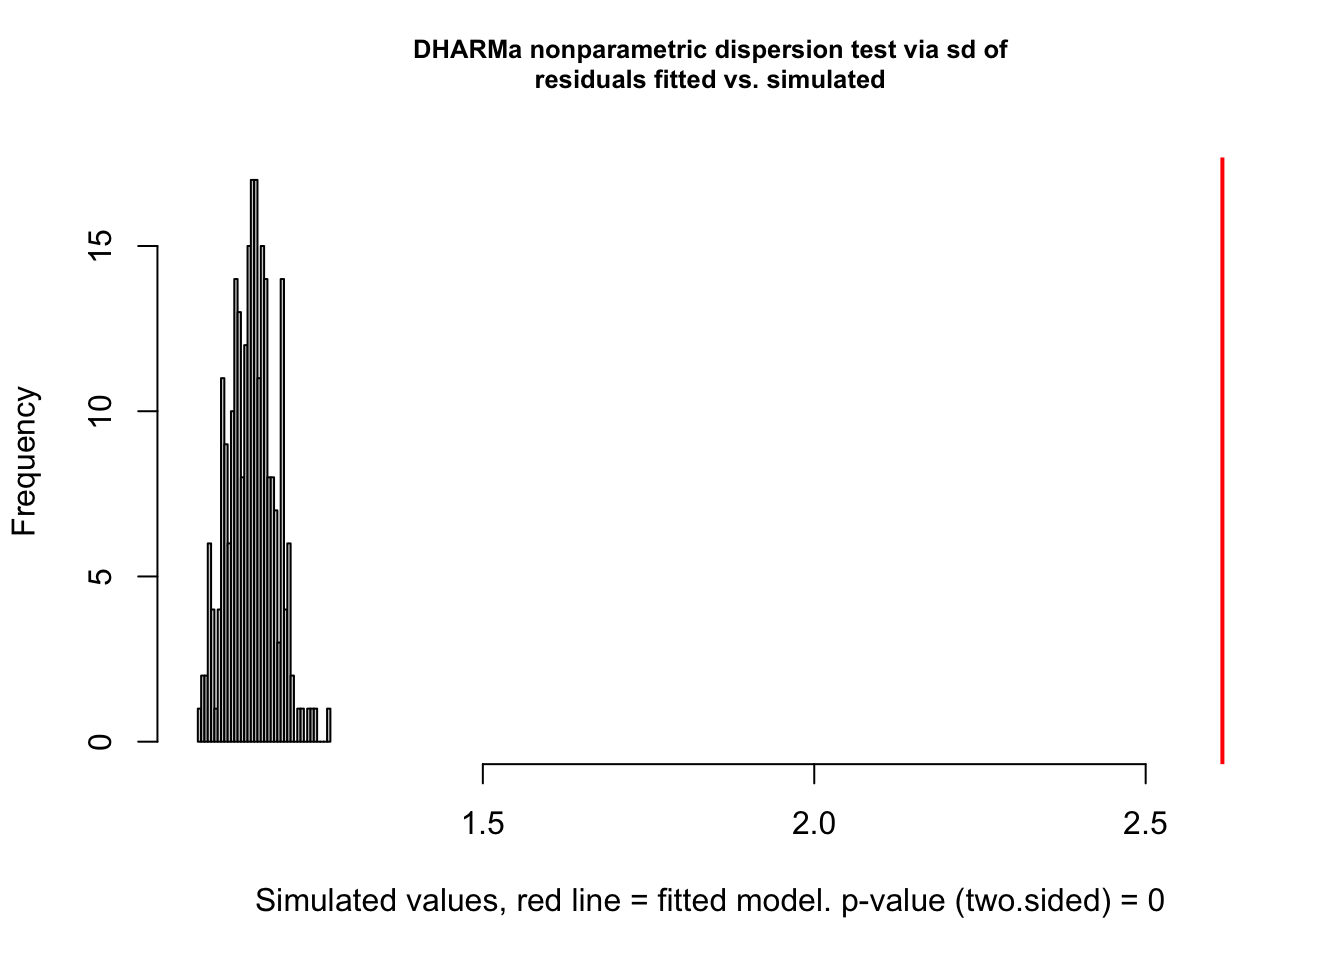 DHARMa nonparametric dispersion test via sd of
residuals fitted vs. simulated
Frequency
15
10
5
0
1.5 2.0 2.5
Simulated values, red line = fitted model. p-value (two.sided) = 0